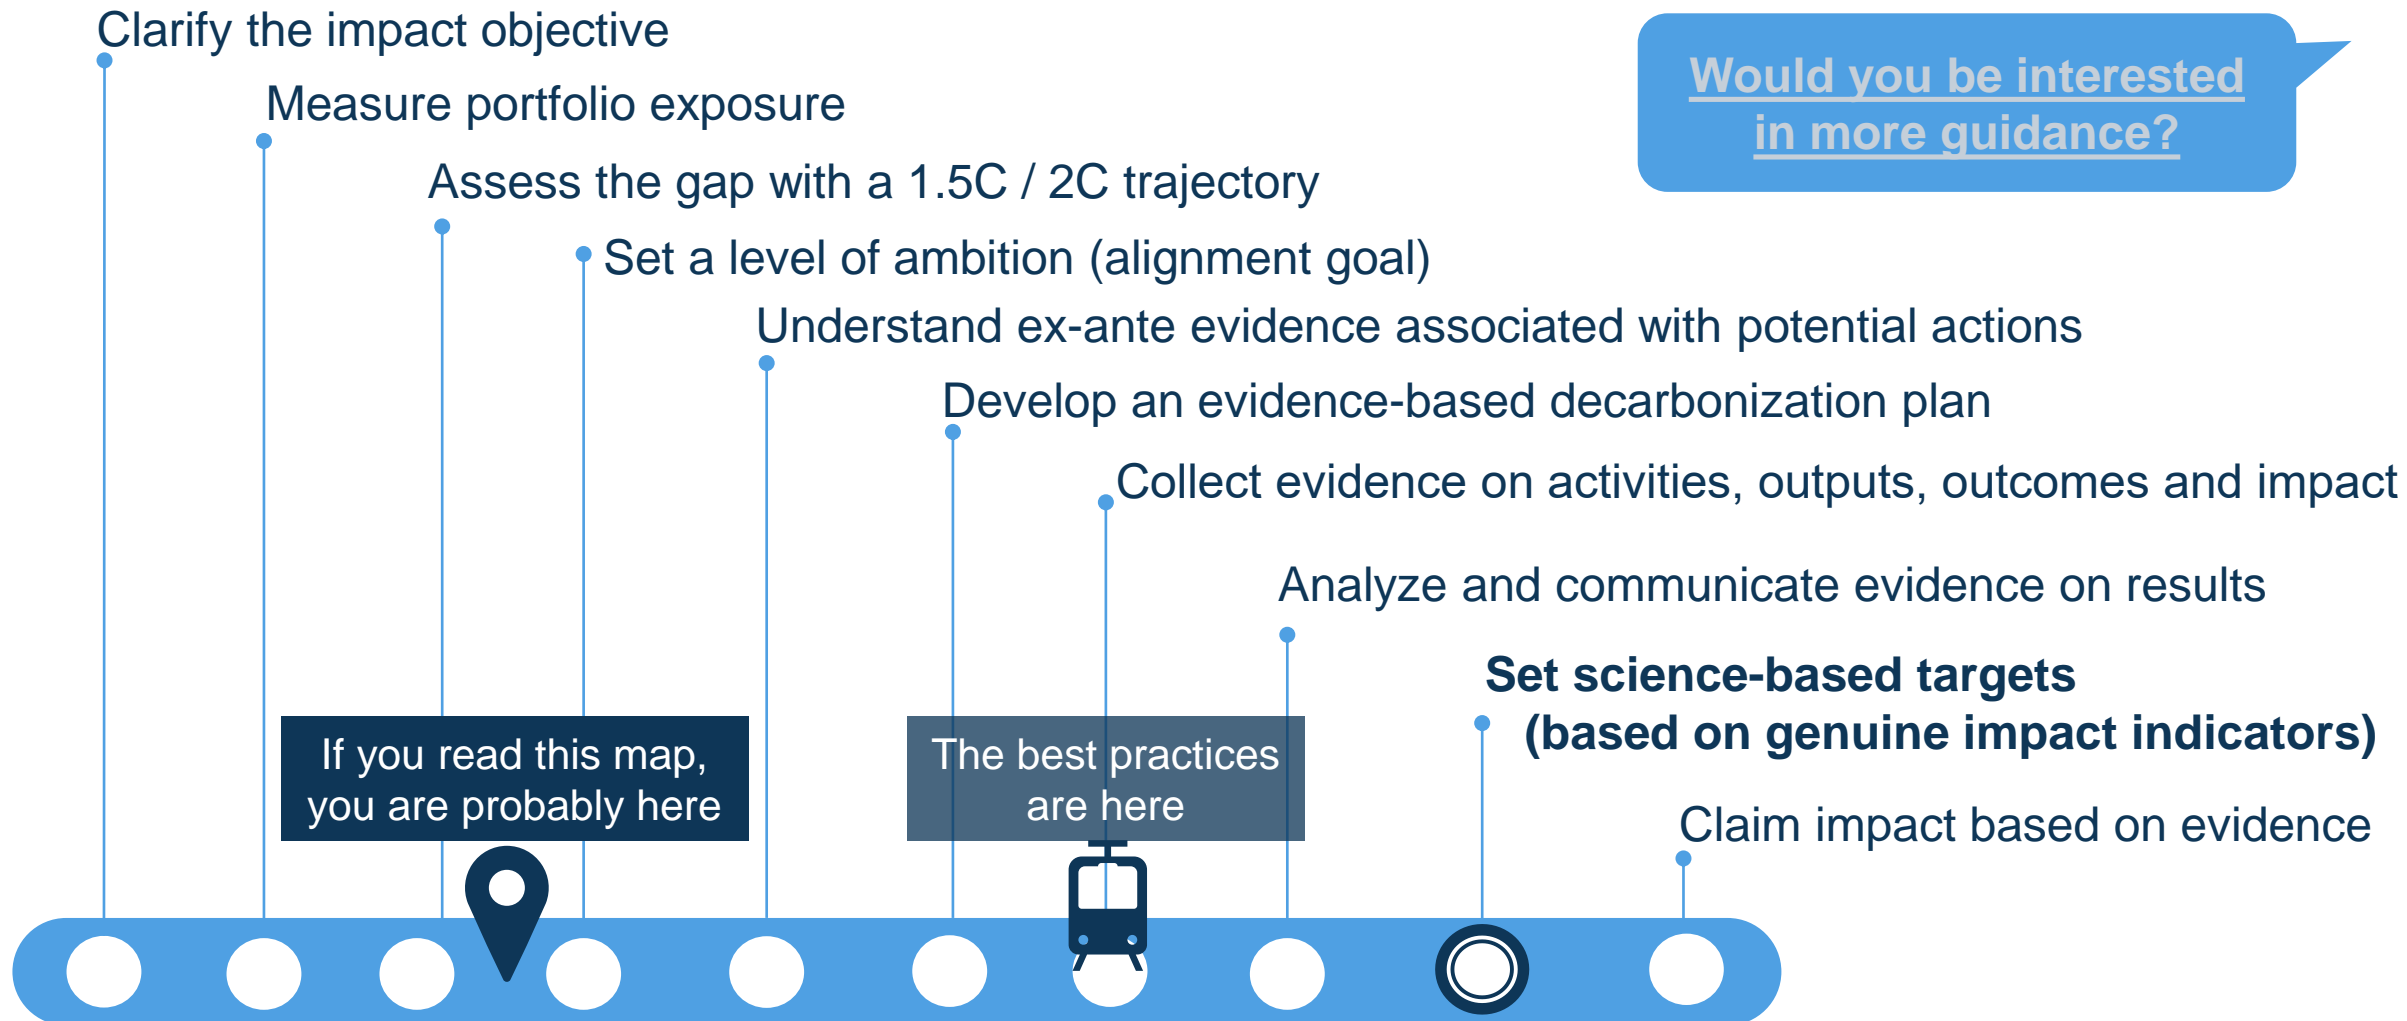 Clarify the impact objective
Measure portfolio exposure
Would you be interested
in more guidance?
Assess the gap with a 1.5C / 2C trajectory
Set a level of ambition (alignment goal)
Understand ex-ante evidence associated with potential actions
Develop an evidence-based decarbonization plan
Collect evidence on activities, outputs, outcomes and impact
Analyze and communicate evidence on results
Set science-based targets
(based on genuine impact indicators)
If you read this map,
you are probably here
The best practices
are here
Claim impact based on evidence